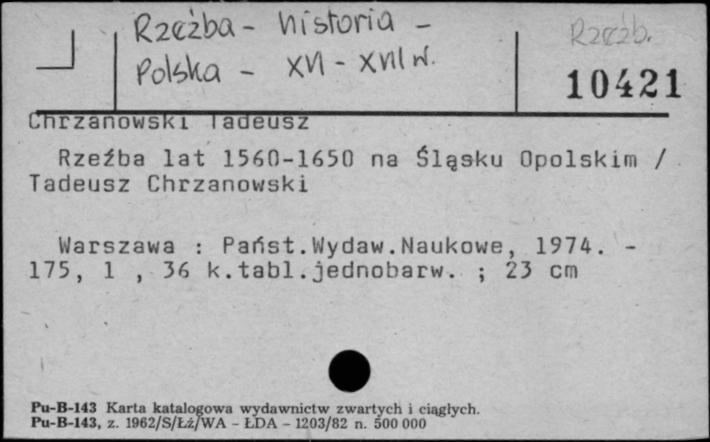 Rzeźba - historia -
Polska - XVI - XVII w.
Rzeźb.
10421
Chrzanowski Tadeusz
Rzeźba lat 1560-1650 na Śląsku Opolskim /
Tadeusz Chrzanowski
Warszawa : Państ.Wydaw.Naukowe, 1974. -
175, 1 , 36 k.tabl.jednobarw. ; 23 cm
Pu-B-143 Karta katalogowa wydawnictw zwartych i ciągłych.
Pu-B-143, z. 1962/S/Łż/WA - ŁDA - 1203/82 n. 500 000